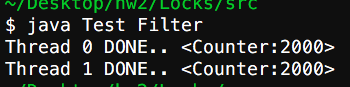 ~/Desktop/hw2/Locks/src
$ java Test Filter
Thread 0 DONE.. <Counter:2000>
Thread 1 DONE.. <Counter:2000>